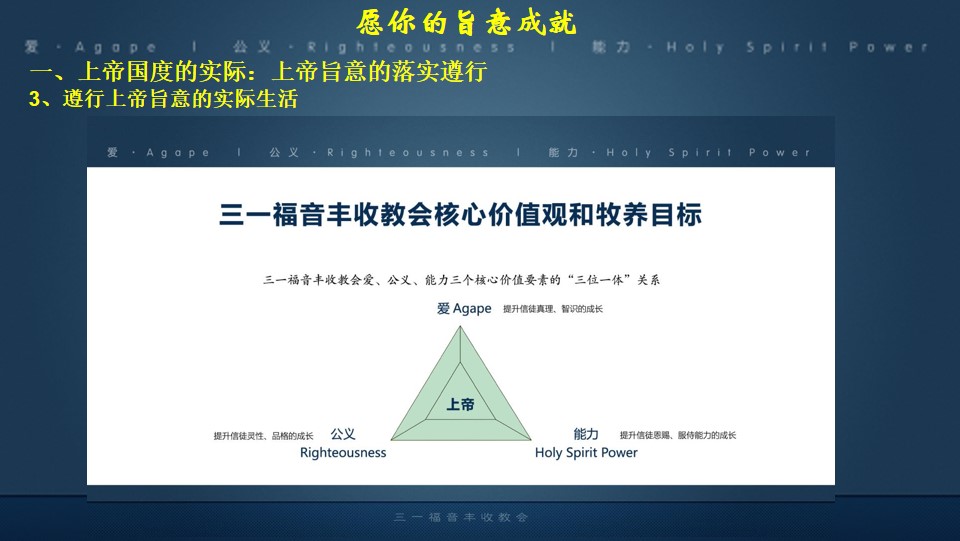 愿你的旨意成就
爱·Agape | 公义·Righteousness | 能力·Holy Spirit Power
一、上帝国度的实际：上帝旨意的落实遵行
3、遵行上帝旨意的实际生活
爱·Agape | 公义·Righteousness | 能力·Holy Spirit Power
三一福音丰收教会核心价值观和牧养目标
三一福音丰收教会爱、公义、能力三个核心价值要素的“三位一体”关系
爱 Agape 提升信徒真理、智识的成长
上帝
提升信徒灵性、品格的成长 公义 能力 提升信徒恩赐、服侍能力的成长
Righteousness Holy Spirit Power
三一福音丰收教会